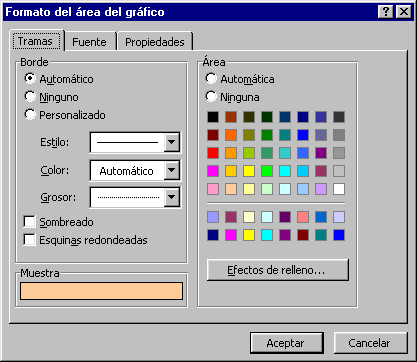 Formato del área del gráfico
Tramas Fuente Propiedades
Borde
Automático
Ninguno
Personalizado
Estilo:
Color: Automático
Grosor:
Sombreado
Esquinas redondeadas
Muestra
Área
Automática
Ninguna
Efectos de relleno...
Aceptar Cancelar